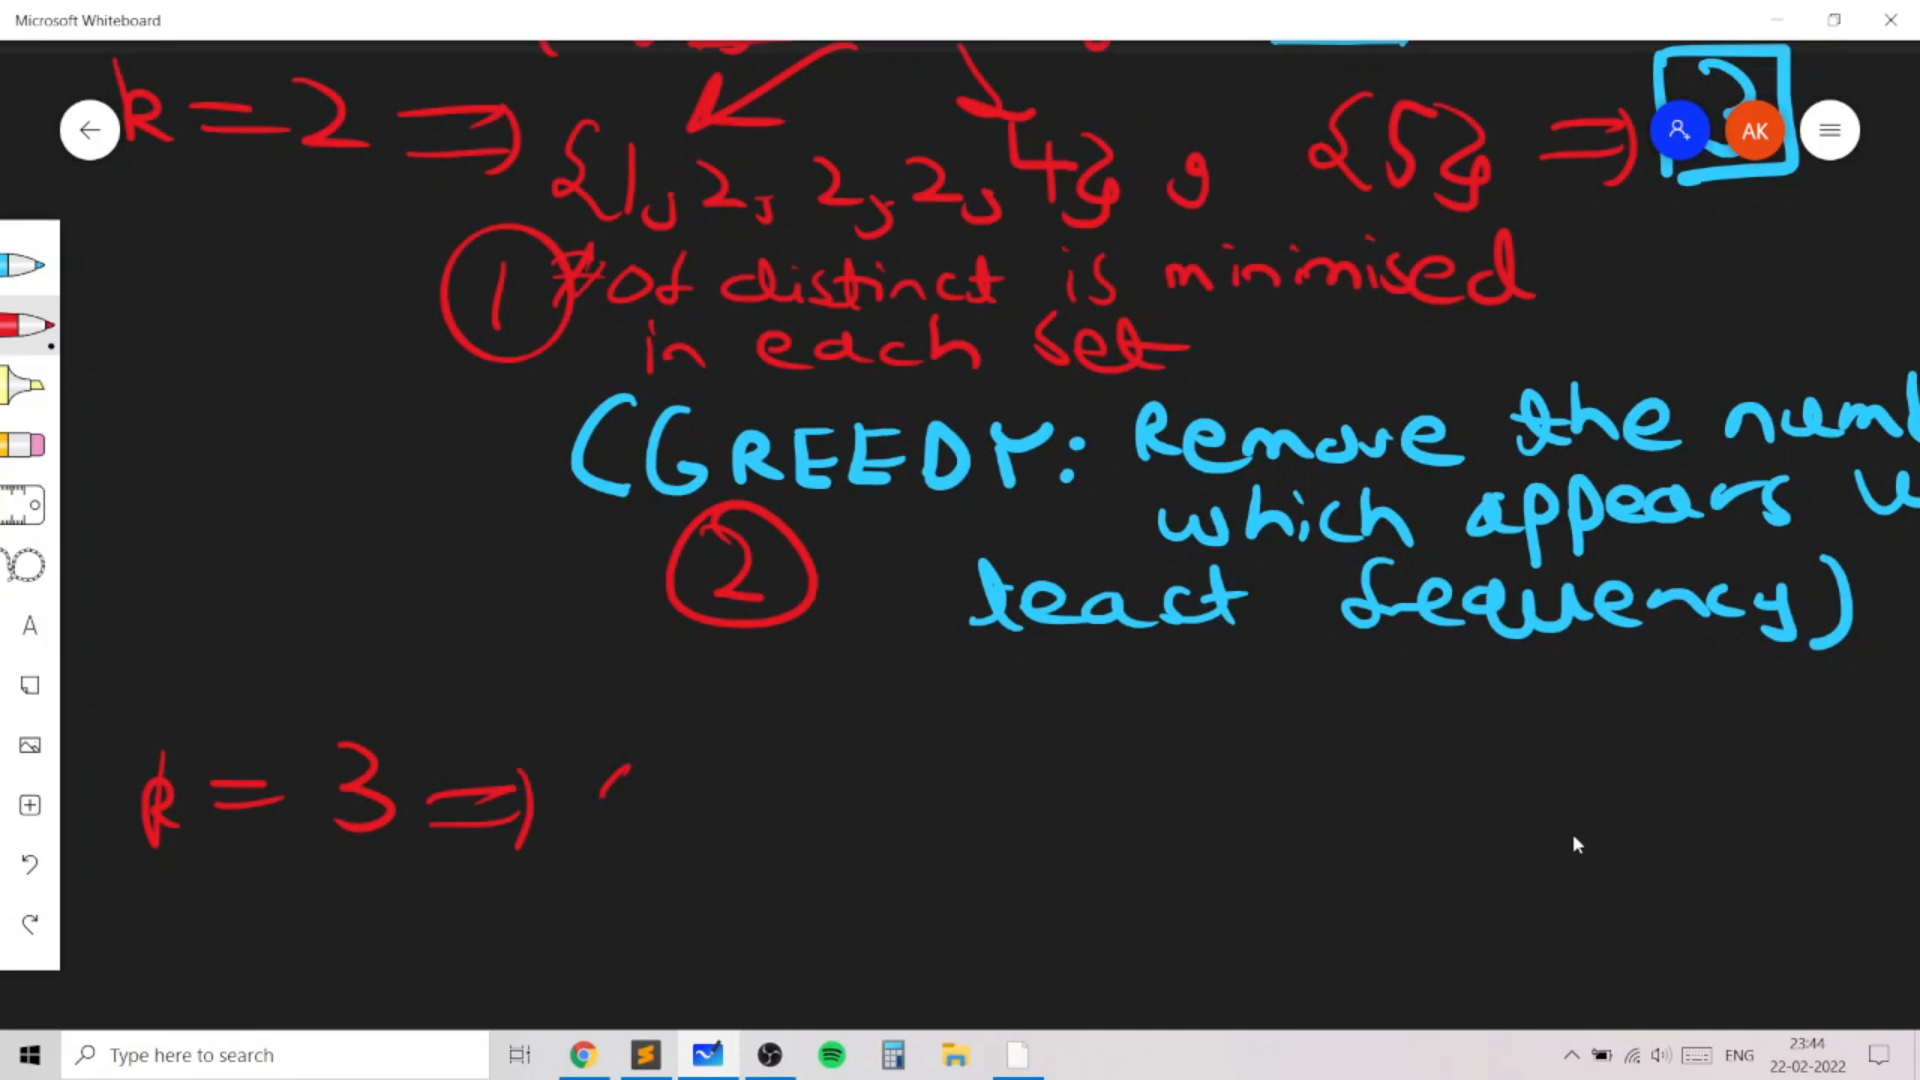 Microsoft Whiteboard
k = 2 ⇒ {1, 2, 2, 2, 4}, {5} ⇒
AK
1 # of distinct is minimised
in each set
(GREEDY: Remove the num
which appears
2 least frequency)
k = 3 ⇒
A
Type here to search
ENG
23:44
22-02-2022